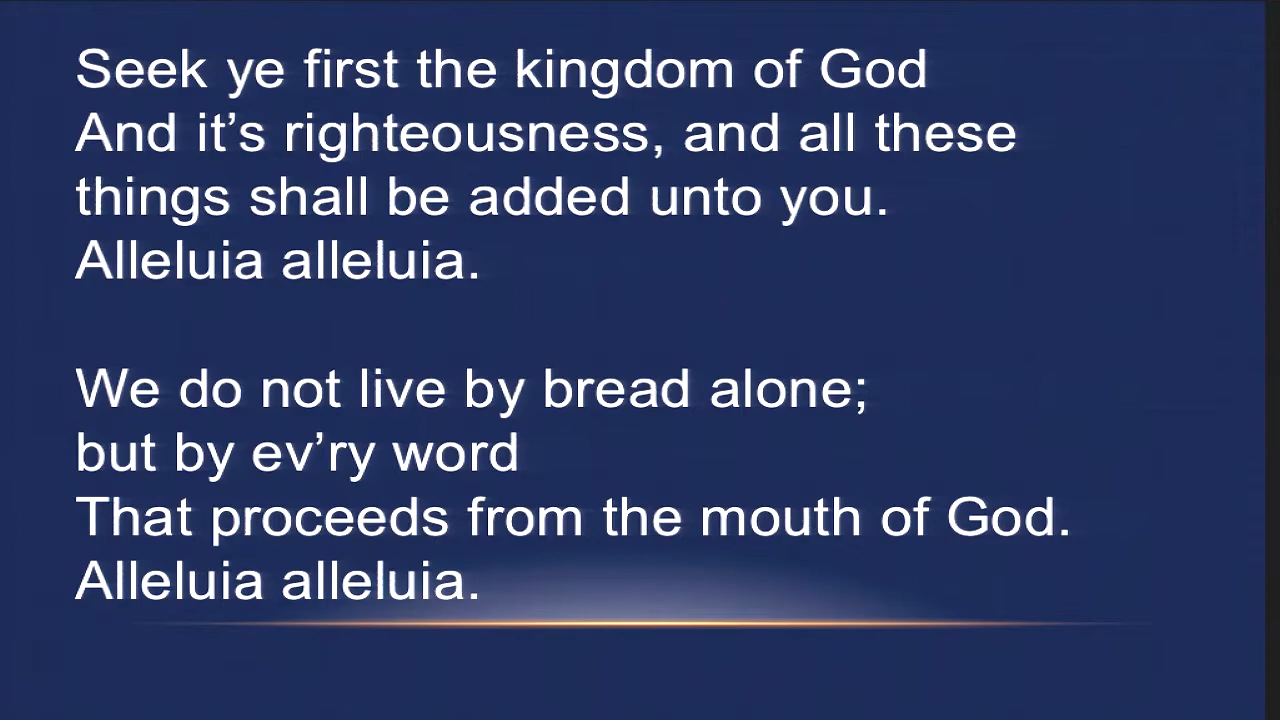 Seek ye first the kingdom of God
And it’s righteousness, and all these
things shall be added unto you.
Alleluia alleluia.
We do not live by bread alone;
but by ev’ry word
That proceeds from the mouth of God.
Alleluia alleluia.